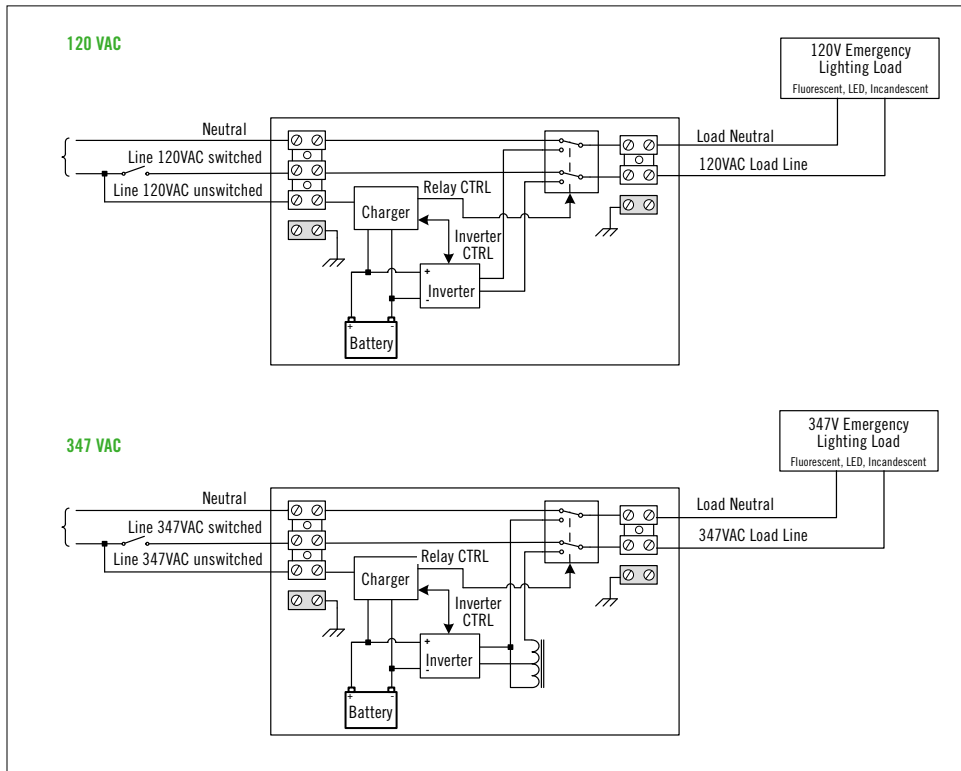 120 VAC
120V Emergency
Lighting Load
Fluorescent, LED, Incandescent
Neutral
Line 120VAC switched
Line 120VAC unswitched
Load Neutral
120VAC Load Line
Relay CTRL
Charger
Inverter
CTRL
+
-
Inverter
+ -
Battery
347 VAC
347V Emergency
Lighting Load
Fluorescent, LED, Incandescent
Neutral
Line 347VAC switched
Line 347VAC unswitched
Load Neutral
347VAC Load Line
Relay CTRL
Charger
Inverter
CTRL
+
-
Inverter
+ -
Battery